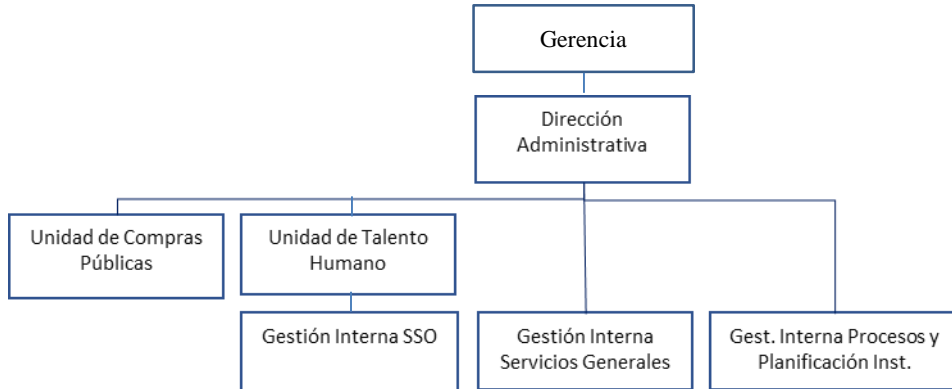 Gerencia
Dirección
Administrativa
Unidad de Compras
Públicas
Unidad de Talento
Humano
Gestión Interna SSO
Gestión Interna
Servicios Generales
Gest. Interna Procesos y
Planificación Inst.